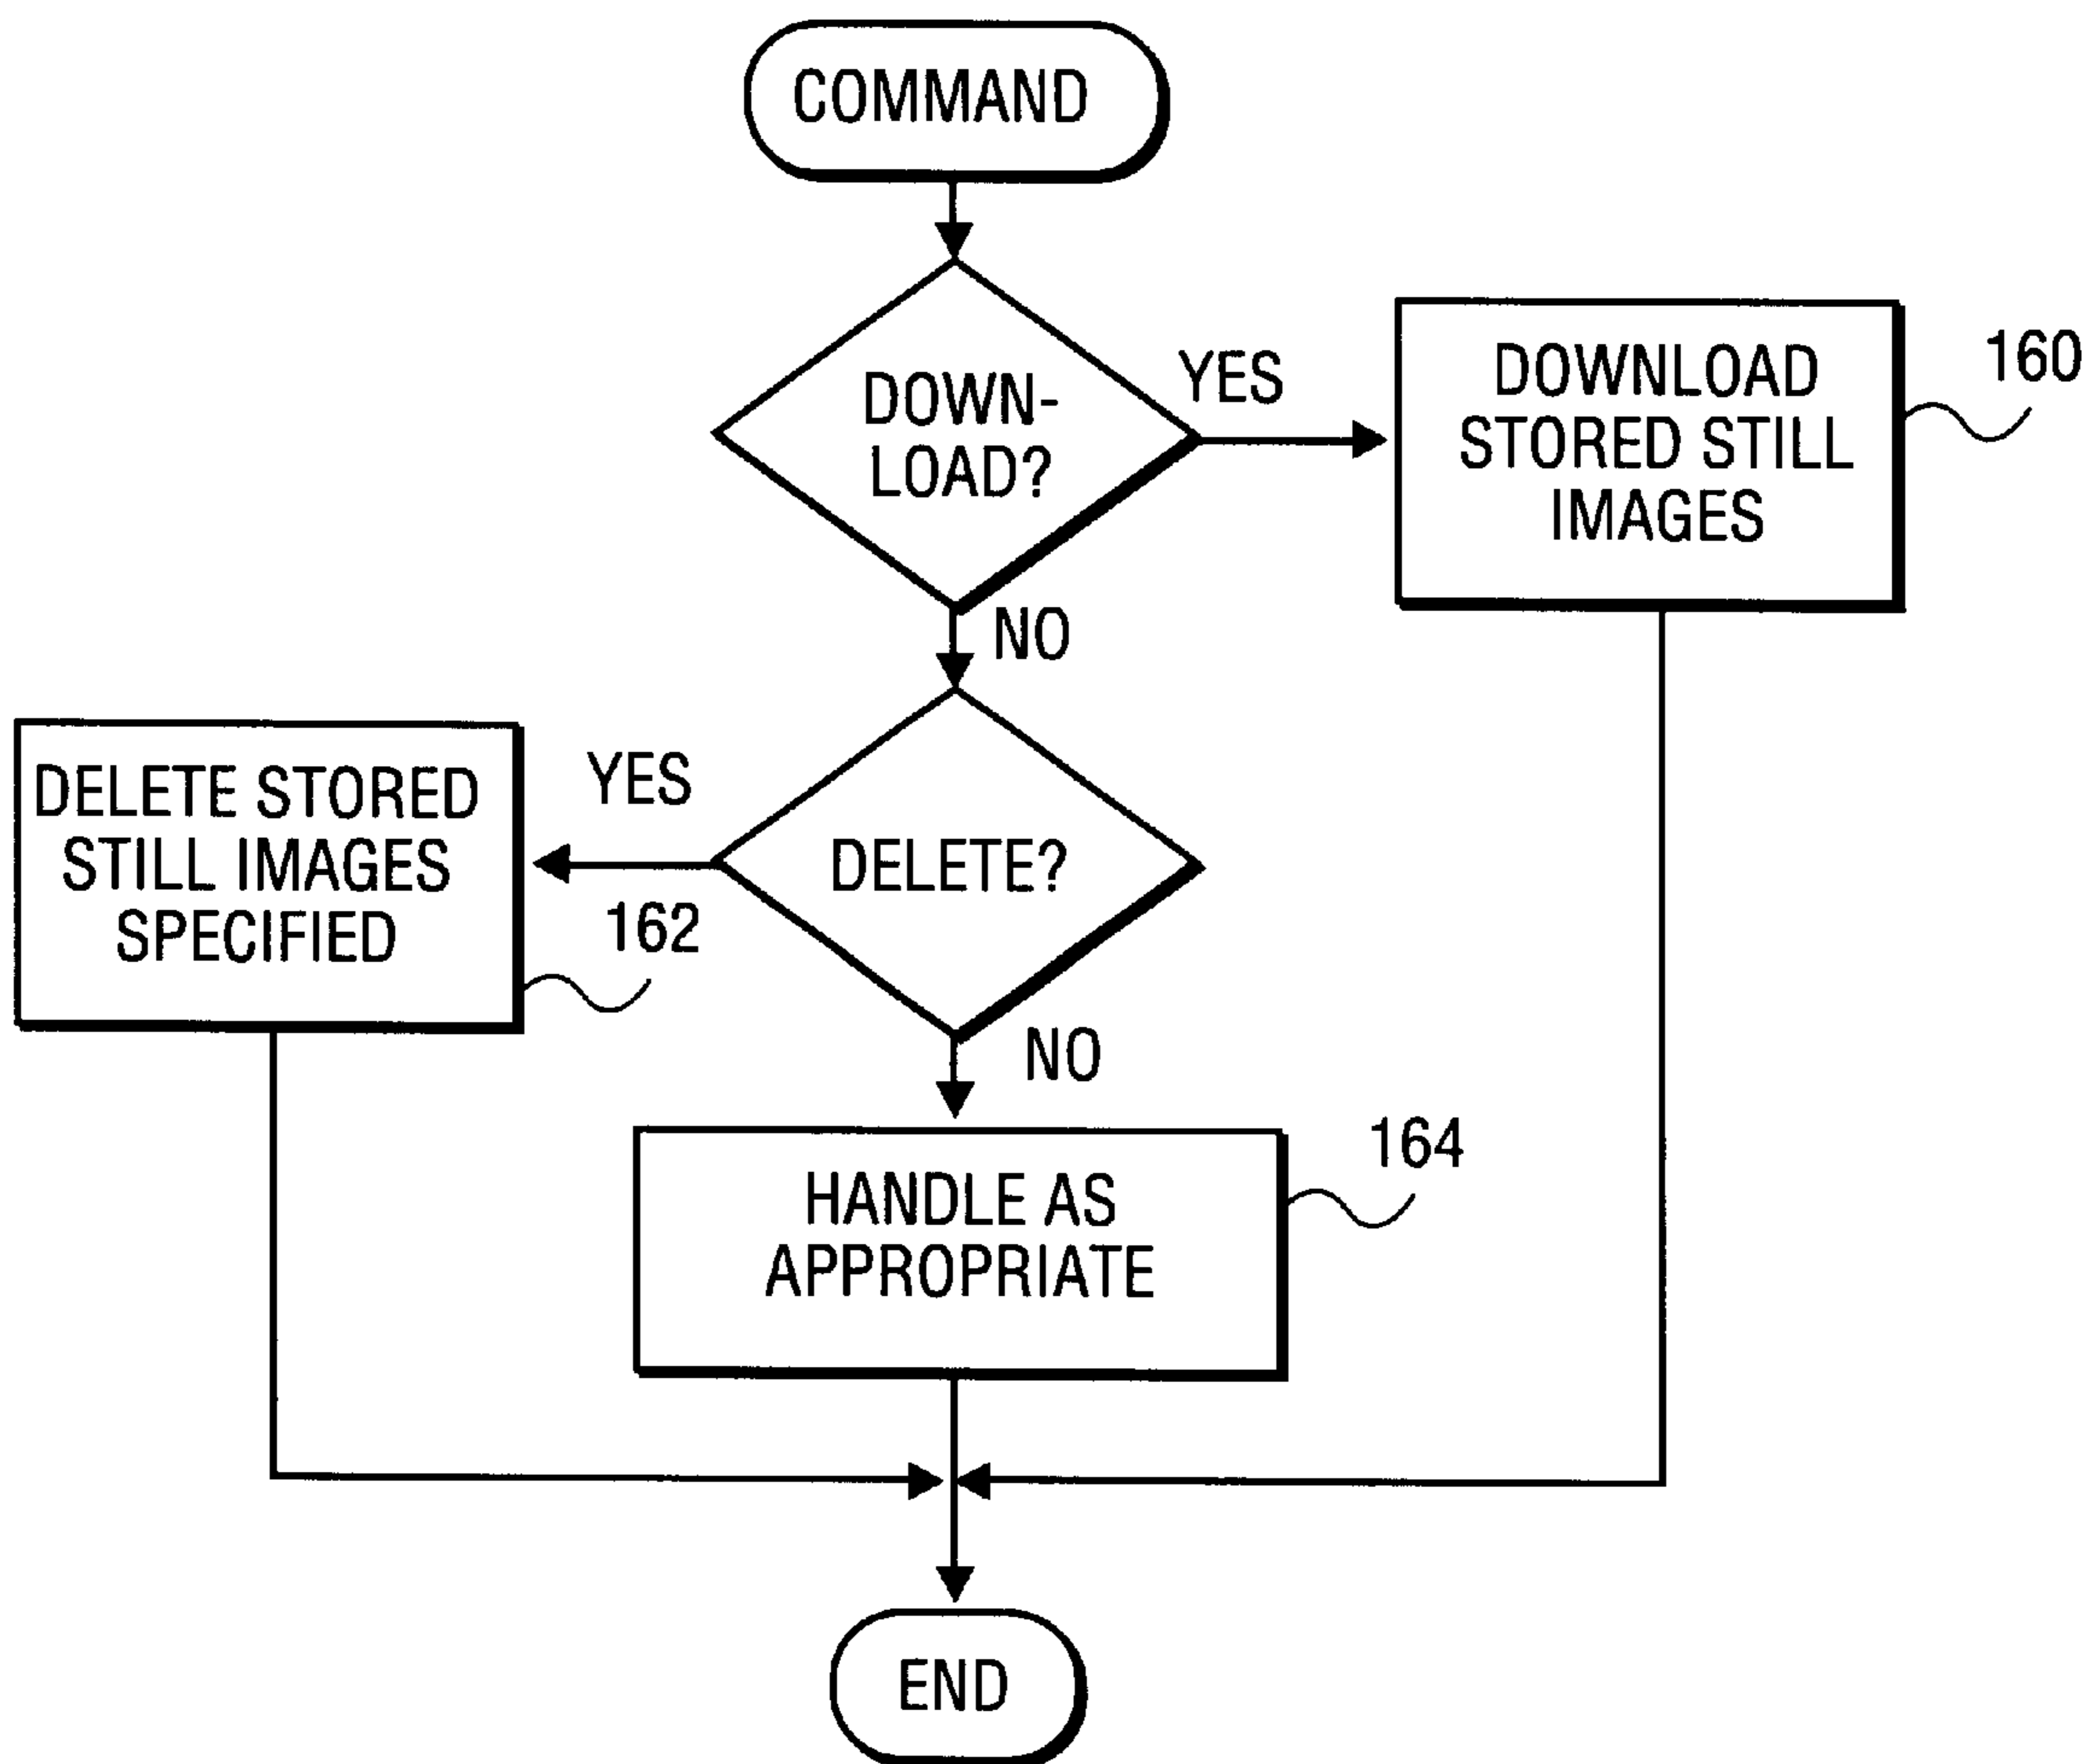 COMMAND
DOWN-
LOAD?
YES
DOWNLOAD
STORED STILL
IMAGES
160
NO
DELETE STORED
STILL IMAGES
SPECIFIED
162
YES
DELETE?
NO
HANDLE AS
APPROPRIATE
164
END